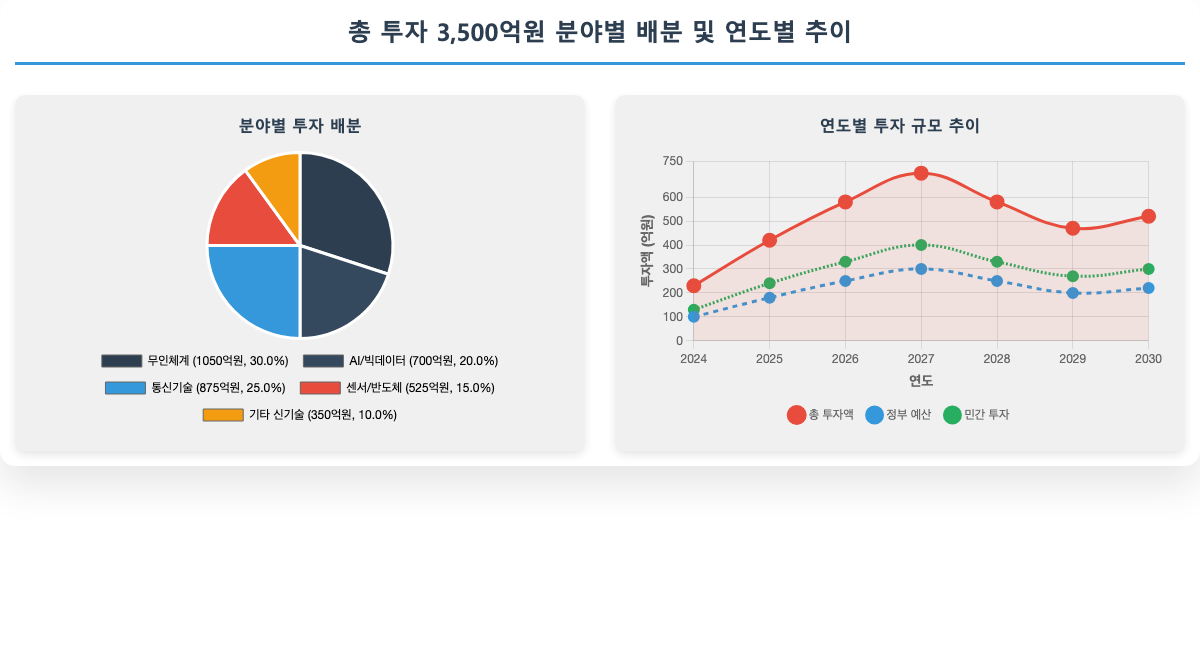 총 투자 3,500억원 분야별 배분 및 연도별 추이
분야별 투자 배분
무인체계 (1050억원, 30.0%)
AI/빅데이터 (700억원, 20.0%)
통신기술 (875억원, 25.0%)
센서/반도체 (525억원, 15.0%)
기타 신기술 (350억원, 10.0%)
연도별 투자 규모 추이
투자액 (억원)
750
600
500
400
300
200
100
0
2024 2025 2026 2027 2028 2029 2030
연도
총 투자액 정부 예산 민간 투자